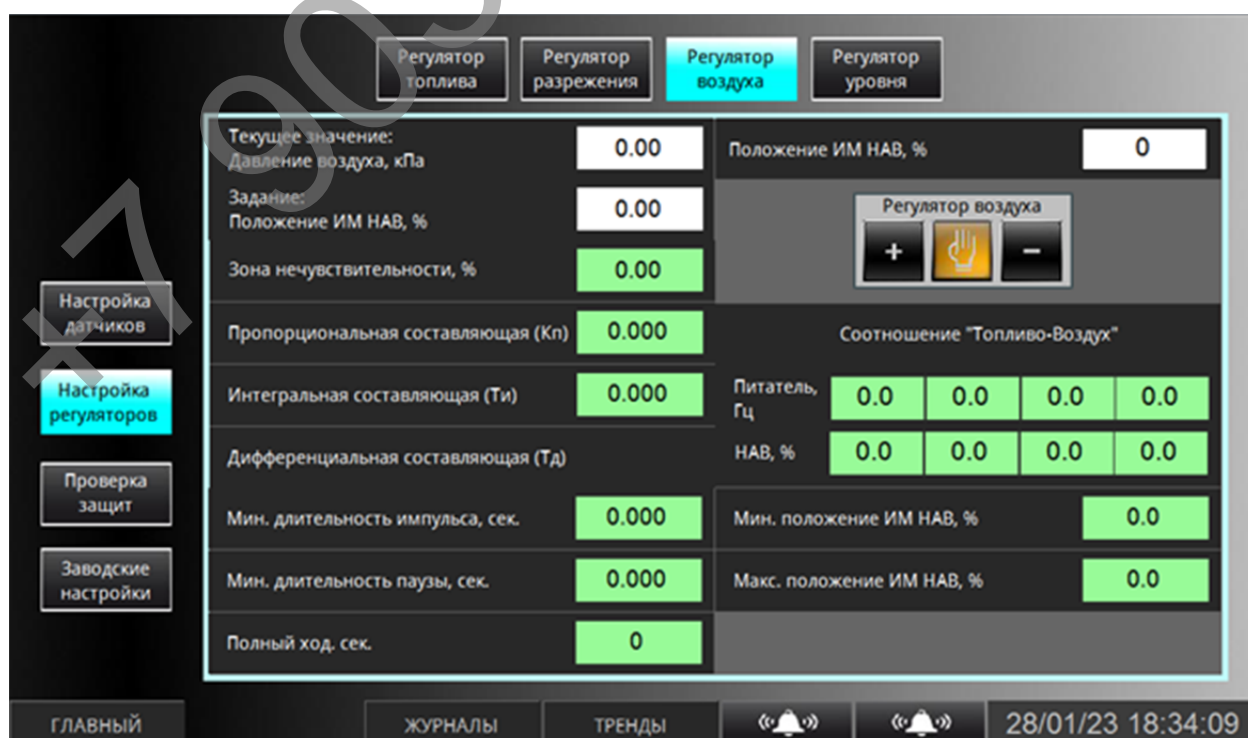 +7 903
Регулятор
топлива
Регулятор
разрежения
Регулятор
воздуха
Регулятор
уровня
Текущее значение:
Давление воздуха, кПа
0.00
Задание:
Положение ИМ НАВ, %
0.00
Зона нечувствительности, %
0.00
Пропорциональная составляющая (Кп)
0.000
Интегральная составляющая (Ти)
0.000
Дифференциальная составляющая (Тд)
Мин. длительность импульса, сек.
0.000
Мин. длительность паузы, сек.
0.000
Полный ход. сек.
0
Положение ИМ НАВ, %
0
Регулятор воздуха
+
−
Соотношение "Топливо-Воздух"
Питатель,
Гц
0.0 0.0 0.0 0.0
НАВ, %
0.0 0.0 0.0 0.0
Мин. положение ИМ НАВ, %
0.0
Макс. положение ИМ НАВ, %
0.0
Настройка
датчиков
Настройка
регуляторов
Проверка
защит
Заводские
настройки
ГЛАВНЫЙ
ЖУРНАЛЫ
ТРЕНДЫ
28/01/23 18:34:09